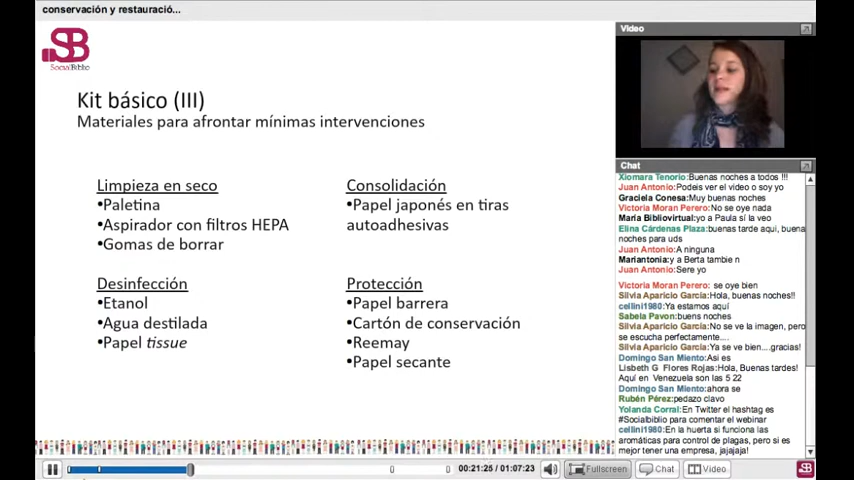 conservación y restauració...
SB
SocialBiblio
Kit básico (III)
Materiales para afrontar mínimas intervenciones
Limpieza en seco
•Paletina
•Aspirador con filtros HEPA
•Gomas de borrar
Consolidación
•Papel japonés en tiras
autoadhesivas
Desinfección
•Etanol
•Agua destilada
•Papel tissue
Protección
•Papel barrera
•Cartón de conservación
•Reemay
•Papel secante
Video
Chat
Xiomara Tenorio:Buenas noches a todos !!!
Juan Antonio:Podeis ver el video o soy yo
Graciela Conesa:Muy buenas noches
Victoria Moran Perero:No se oye nada
María Bibliovirtual:yo a Paula sí la veo
Elina Cárdenas Plaza:buenas tarde aqui, buena
noches para uds
Juan Antonio:A ninguna
Mariantonia:y a Berta tambie n
Juan Antonio:Sere yo
Victoria Moran Perero: se oye bien
Silvia Aparicio García:Hola, buenas noches!!
cellini1980:Ya estamos aquí
Sabela Pavon:buens noches
Silvia Aparicio García:No se ve la imagen, pero
se escucha perfectamente....
Silvia Aparicio García:Ya se ve bien....gracias!
Domingo San Miento:Asi es
Lisbeth G Flores Rojas:Hola, Buenas tardes!
Aquí en Venezuela son las 5 22
Domingo San Miento:ahora se
Rubén Pérez:pedazo clavo
Yolanda Corral:En Twitter el hashtag es
#Socialbiblio para comentar el webinar
cellini1980:En la huerta si funciona las
aromáticas para control de plagas, pero si es
mejor tener una empresa, jajajaja!
00:21:25 / 01:07:23
Fullscreen
Chat
Video